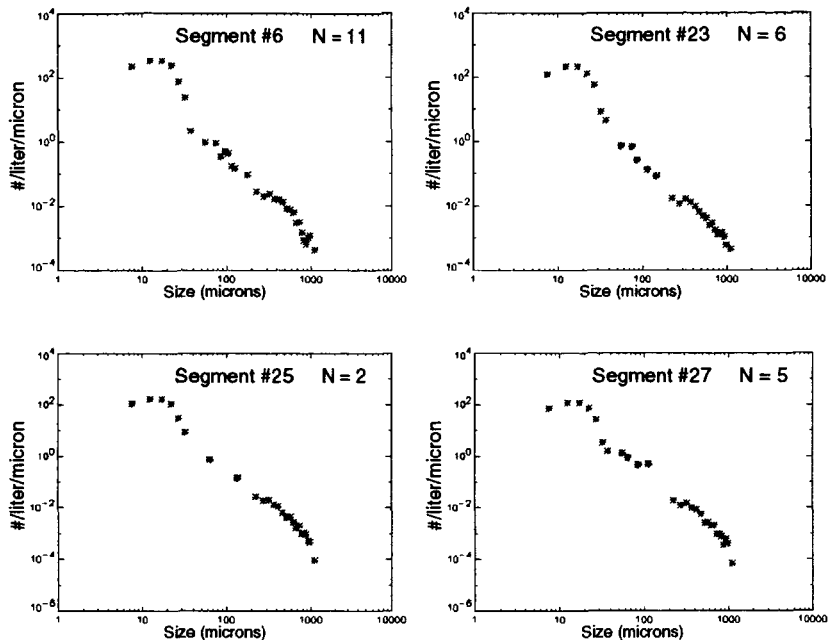 10^4
Segment #6 N = 11
10^2
10^0
10^-2
10^-4
#/liter/micron
1 10 100 1000 10000
Size (microns)
10^4
Segment #23 N = 6
10^2
10^0
10^-2
10^-4
#/liter/micron
1 10 100 1000 10000
Size (microns)
10^4
Segment #25 N = 2
10^2
10^0
10^-2
10^-4
10^-6
#/liter/micron
1 10 100 1000 10000
Size (microns)
10^4
Segment #27 N = 5
10^2
10^0
10^-2
10^-4
10^-6
#/liter/micron
1 10 100 1000 10000
Size (microns)